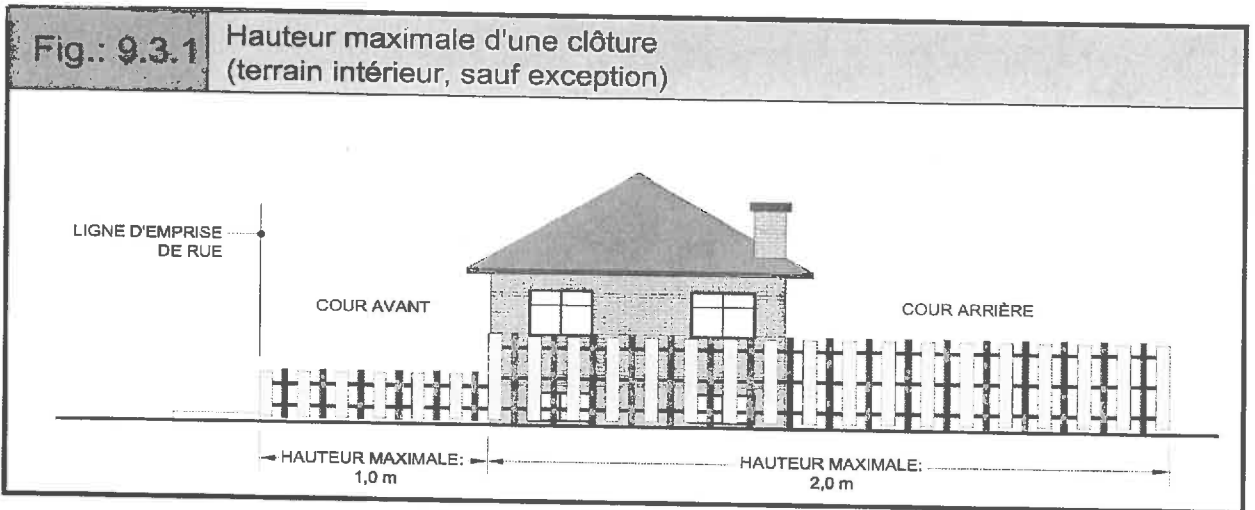 Fig.: 9.3.1
Hauteur maximale d'une clôture
(terrain intérieur, sauf exception)
LIGNE D'EMPRISE
DE RUE
COUR AVANT
COUR ARRIÈRE
HAUTEUR MAXIMALE:
1,0 m
HAUTEUR MAXIMALE:
2,0 m